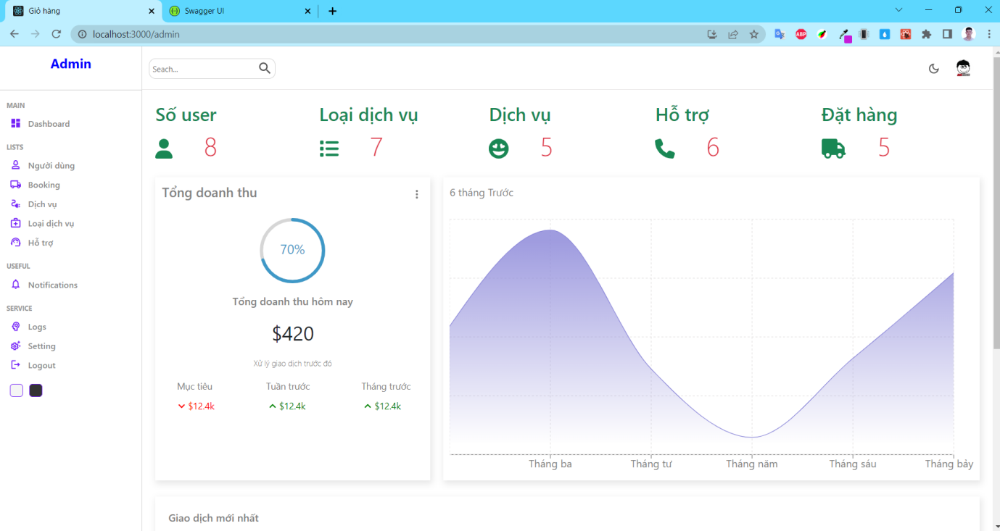 Giỏ hàng
Swagger UI
localhost:3000/admin
ABP
Admin
Seach...
MAIN
Dashboard
LISTS
Người dùng
Booking
Dịch vụ
Loại dịch vụ
Hỗ trợ
USEFUL
Notifications
SERVICE
Logs
Setting
Logout
Số user
8
Loại dịch vụ
7
Dịch vụ
5
Hỗ trợ
6
Đặt hàng
5
Tổng doanh thu
70%
Tổng doanh thu hôm nay
$420
Xử lý giao dịch trước đó
Mục tiêu
$12.4k
Tuần trước
$12.4k
Tháng trước
$12.4k
6 tháng Trước
Tháng ba
Tháng tư
Tháng năm
Tháng sáu
Tháng bảy
Giao dịch mới nhất